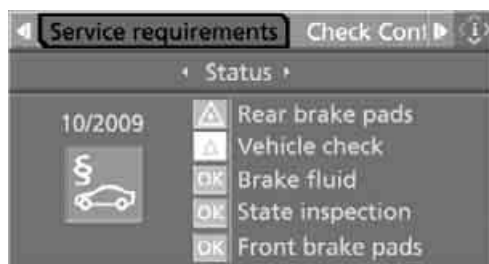 Service requirements Check Cont i
Status
10/2009
Rear brake pads
Vehicle check
§
OK Brake fluid
OK State inspection
OK Front brake pads